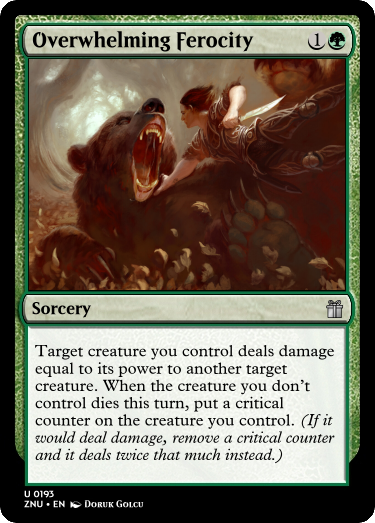 Overwhelming Ferocity 1
Sorcery
Target creature you control deals damage
equal to its power to another target
creature. When the creature you don't
control dies this turn, put a critical
counter on the creature you control. (If it
would deal damage, remove a critical counter
and it deals twice that much instead.)
U 0193
ZNU • EN Doruk Golcu